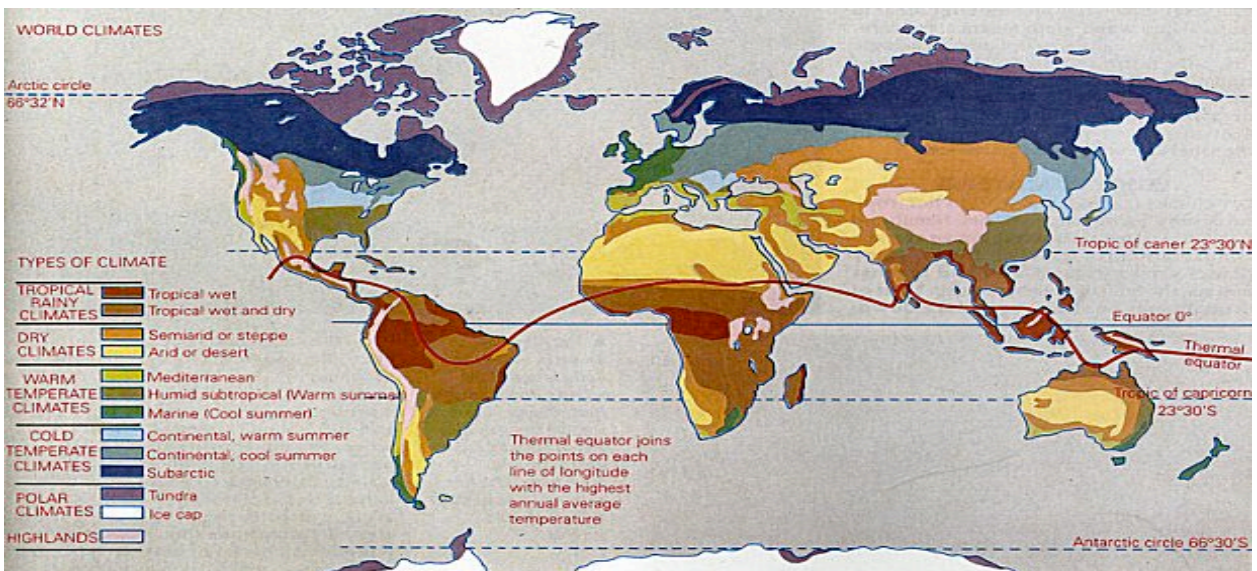 WORLD CLIMATES
Arctic circle
66°32'N
Tropic of caner 23°30'N
TYPES OF CLIMATE
TROPICAL
RAINY
CLIMATES
Tropical wet
Tropical wet and dry
Equator 0°
DRY
CLIMATES
Semiarid or steppe
Arid or desert
Thermal
equator
WARM
TEMPERATE
CLIMATES
Mediterranean
Humid subtropical (Warm summer)
Marine (Cool summer)
Tropic of capricorn
23°30'S
COLD
TEMPERATE
CLIMATES
Continental, warm summer
Continental, cool summer
Subarctic
Thermal equator joins
the points on each
line of longitude
with the highest
annual average
temperature
POLAR
CLIMATES
Tundra
Ice cap
HIGHLANDS
Antarctic circle 66°30'S